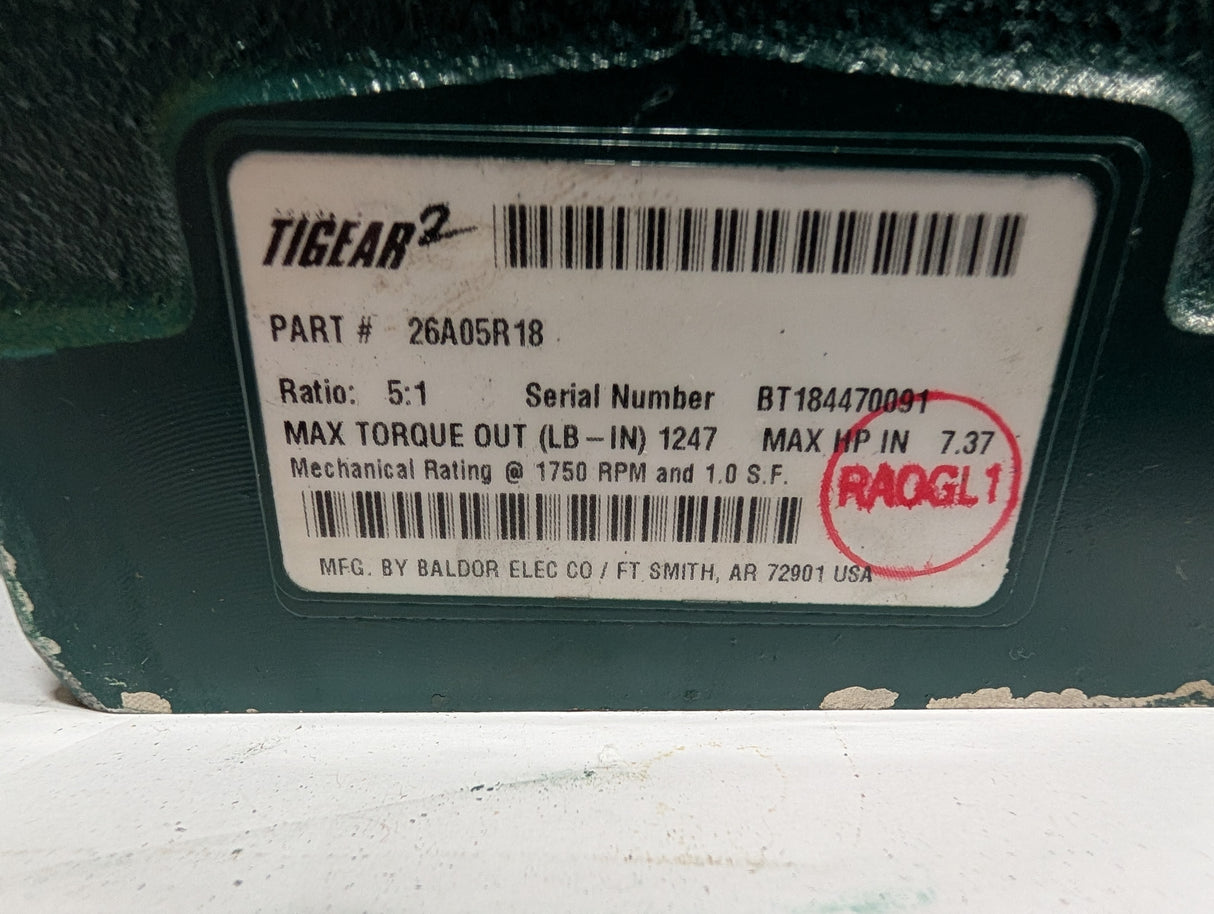 TIGEAR2
PART # 26A05R18
Ratio: 5:1 Serial Number BT184470091
MAX TORQUE OUT (LB-IN) 1247 MAX HP IN 7.37
Mechanical Rating @ 1750 RPM and 1.0 S.F.
RAOGL1
MFG. BY BALDOR ELEC CO / FT SMITH, AR 72901 USA